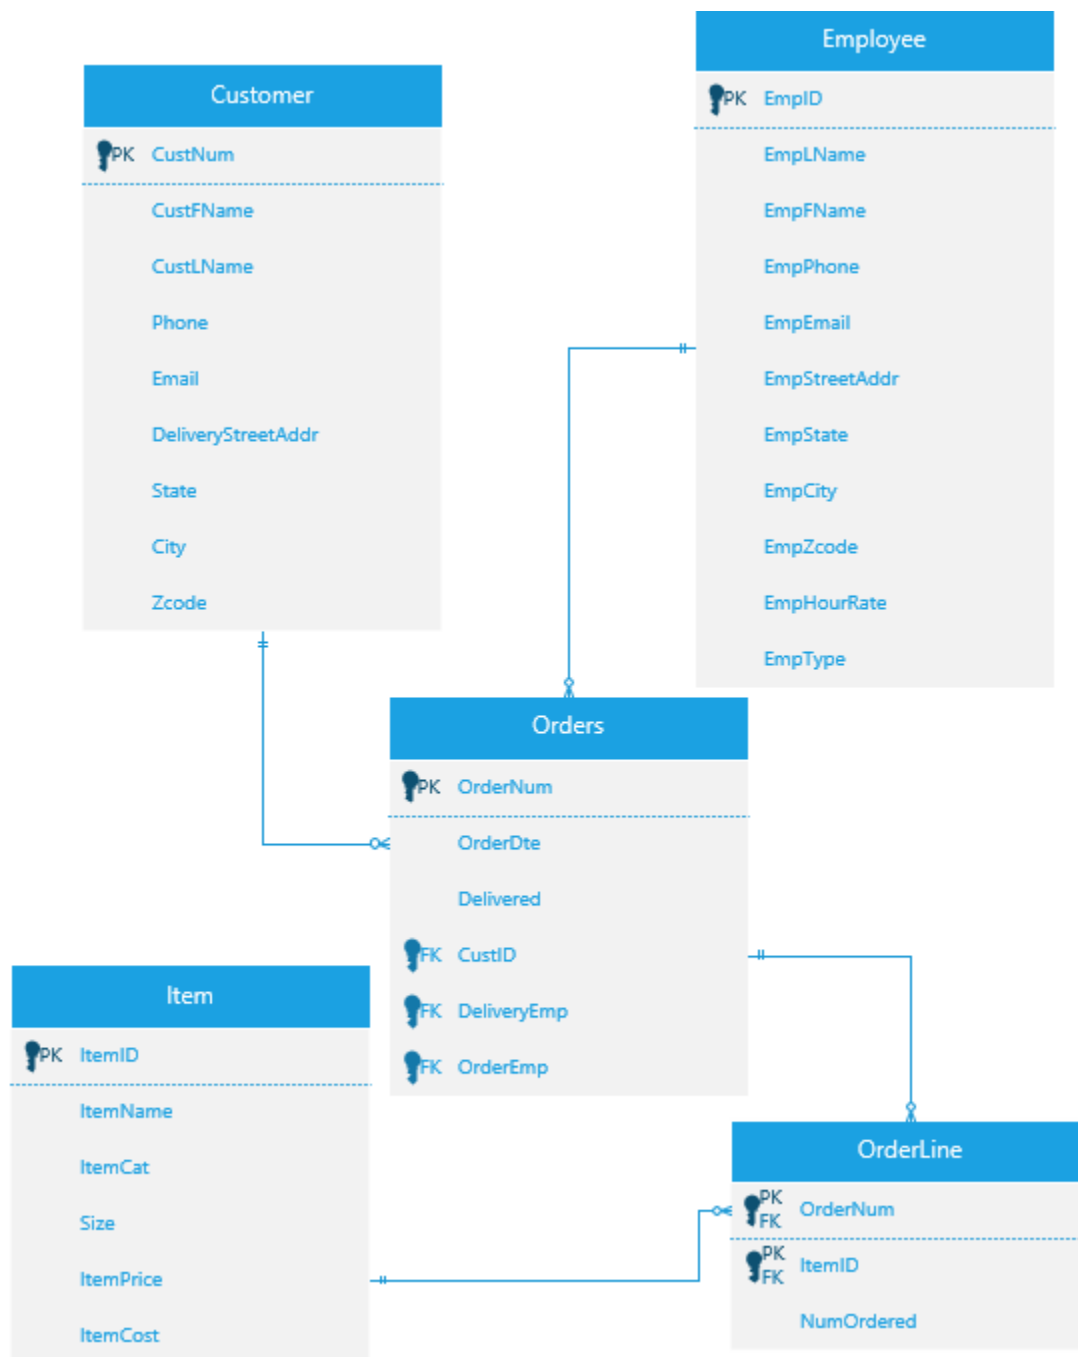 Customer
PK CustNum
CustFName
CustLName
Phone
Email
DeliveryStreetAddr
State
City
Zcode
Employee
PK EmpID
EmpLName
EmpFName
EmpPhone
EmpEmail
EmpStreetAddr
EmpState
EmpCity
EmpZcode
EmpHourRate
EmpType
Orders
PK OrderNum
OrderDte
Delivered
FK CustID
FK DeliveryEmp
FK OrderEmp
Item
PK ItemID
ItemName
ItemCat
Size
ItemPrice
ItemCost
OrderLine
PK
FK OrderNum
PK
FK ItemID
NumOrdered